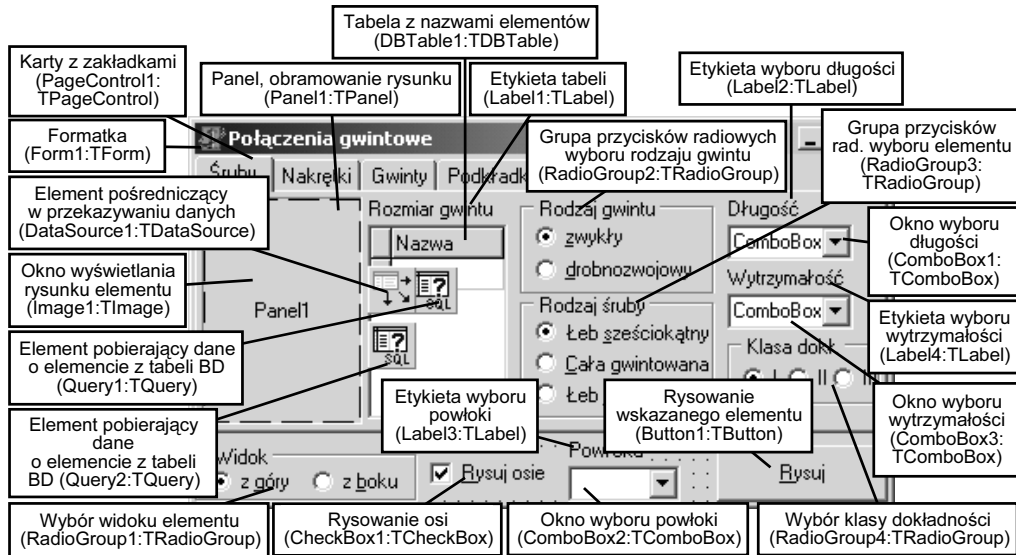 Tabela z nazwami elementów
(DBTable1:TDBTable)
Karty z zakładkami
(PageControl1:
TPageControl)
Panel, obramowanie rysunku
(Panel1:TPanel)
Etykieta tabeli
(Label1:TLabel)
Etykieta wyboru długości
(Label2:TLabel)
Formatka
(Form1:TForm)
Połączenia gwintowe
Grupa przycisków radiowych
wyboru rodzaju gwintu
(RadioGroup2:TRadioGroup)
Grupa przycisków
rad. wyboru elementu
(RadioGroup3:
TRadioGroup)
Śruby
Nakrętki
Gwinty
Podkładk
Element pośredniczący
w przekazywaniu danych
(DataSource1:TDataSource)
Rozmiar gwintu
Nazwa
Rodzaj gwintu
zwykły
drobnozwojowy
Długość
ComboBox
Okno wyboru
długości
(ComboBox1:
TComboBox)
Okno wyświetlania
rysunku elementu
(Image1:TImage)
Panel1
SQL
SQL
Wytrzymałość
ComboBox
Rodzaj śruby
Łeb sześciokątny
Cała gwintowana
Łeb
Etykieta wyboru
wytrzymałości
(Label4:TLabel)
Element pobierający dane
o elemencie z tabeli BD
(Query1:TQuery)
Klasa dokł.
I II
Etykieta wyboru
powłoki
(Label3:TLabel)
Rysowanie
wskazanego elementu
(Button1:TButton)
Okno wyboru
wytrzymałości
(ComboBox3:
TComboBox)
Element pobierający
dane
o elemencie z tabeli
BD (Query2:TQuery)
Widok
z góry
z boku
Rysuj osie
Powłoka
Rysuj
Wybór widoku elementu
(RadioGroup1:TRadioGroup)
Rysowanie osi
(CheckBox1:TCheckBox)
Okno wyboru powłoki
(ComboBox2:TComboBox)
Wybór klasy dokładności
(RadioGroup4:TRadioGroup)